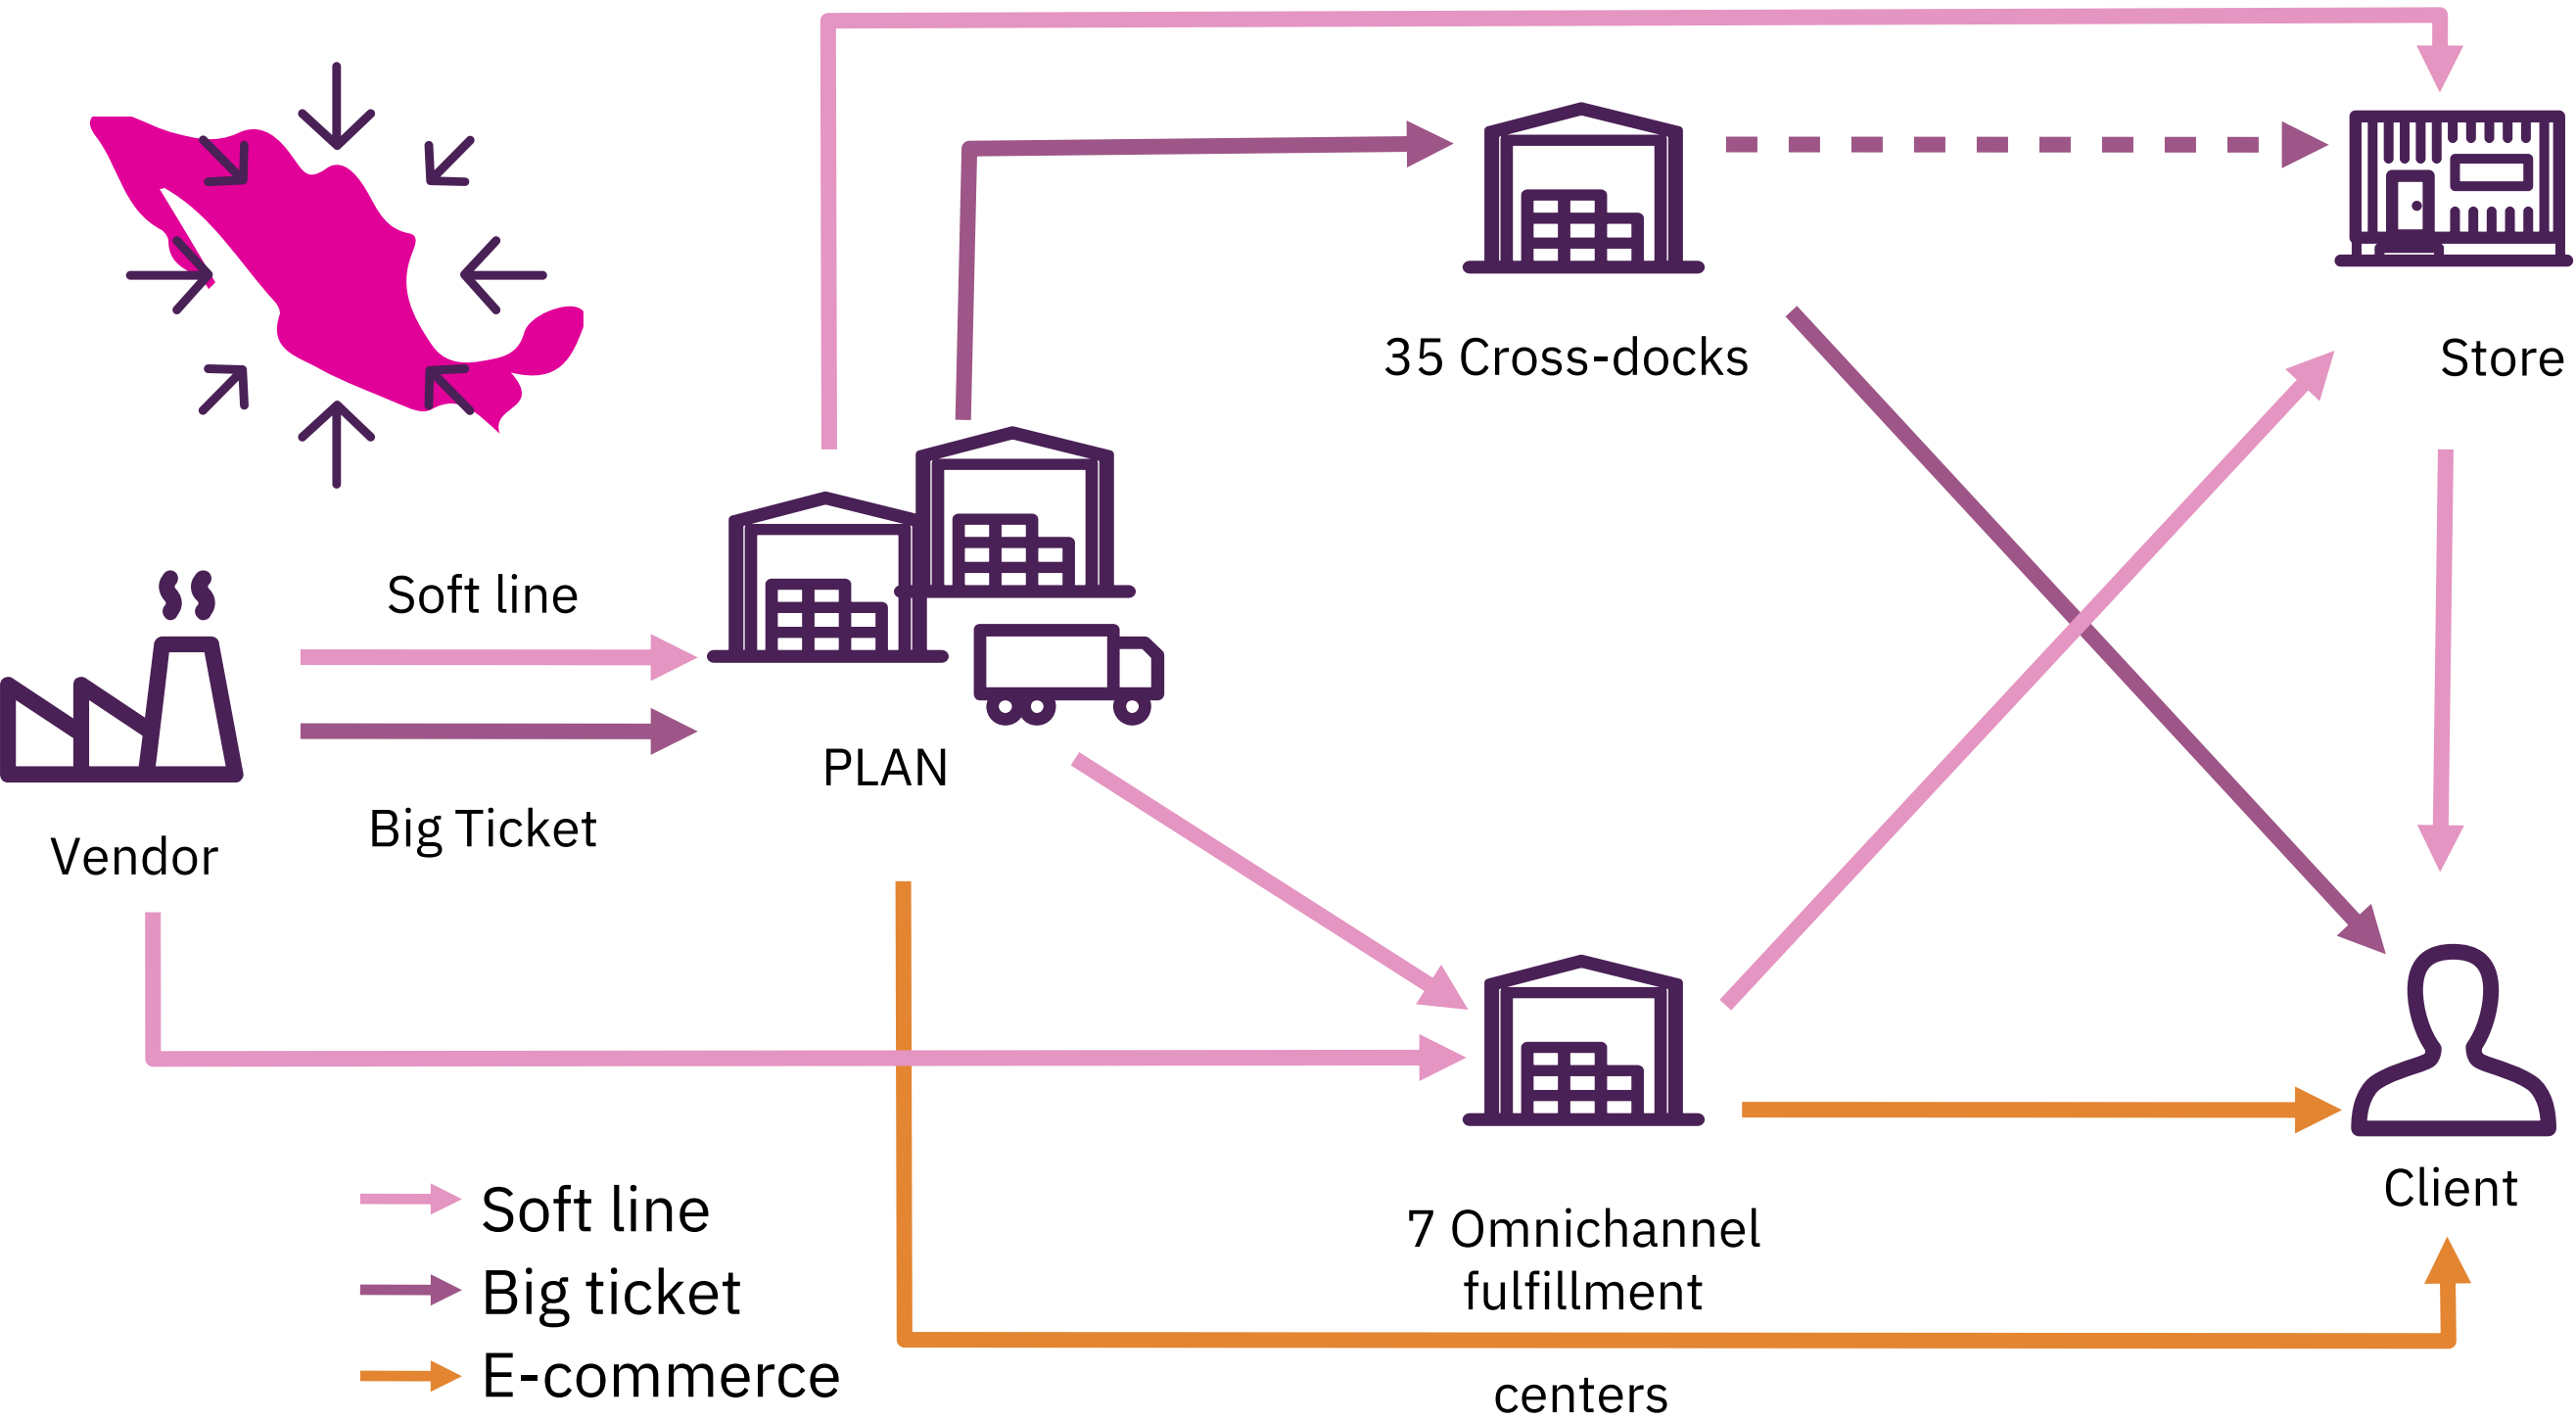 35 Cross-docks
Store
Soft line
PLAN
Big Ticket
Vendor
Client
7 Omnichannel
fulfillment
centers
Soft line
Big ticket
E-commerce